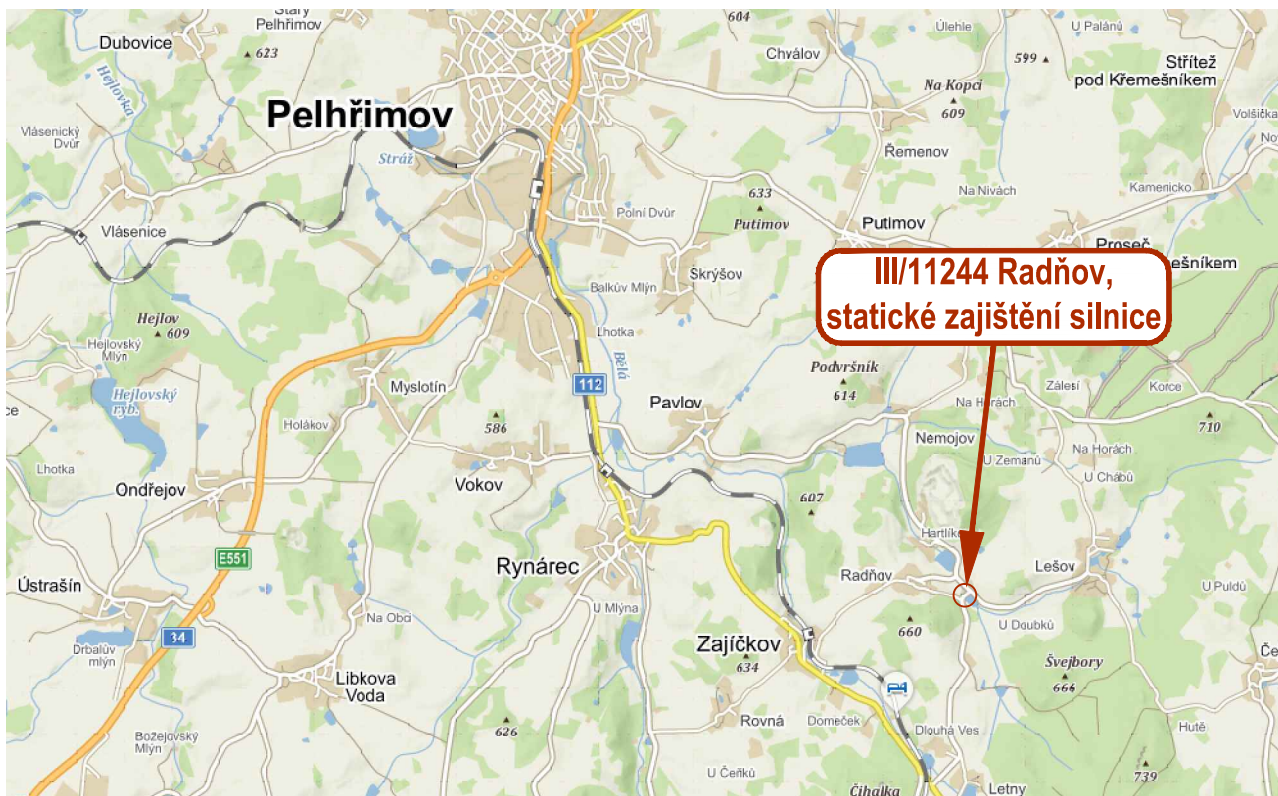 Starý
Pelhřimov
604
Úlehle
U Palánů
Dubovice
623
Chválov
599
Střítež
pod Křemešníkem
Hejlovka
Na Kopci
609
Pelhřimov
Vlásenický
Dvůr
Stráž
Řemenov
Na Nivách
Kamenicko
633
Putimov
Polní Dvůr
Putimov
Vlásenice
Proseč
ešníkem
Skrýšov
III/11244 Radňov,
statické zajištění silnice
Balkův Mlýn
Hejlov
609
Hejlovský
Mlýn
Lhotka
Bělá
Podvršník
614
Myslotín
112
Zálesí
Korce
Hejlovský
ryb.
Pavlov
Na Horách
710
Holákov
586
Nemojov
Na Horách
U Zemanů
U Chábů
Lhotka
Ondřejov
Vokov
607
E551
Hartlík
Rynárec
Radňov
Lešov
Ústrašín
U Puldů
U Mlýna
Na Obci
34
660
U Doubků
Drbalův
mlýn
Zajíčkov
634
Švejbory
666
Libkova
Voda
Rovná
Domeček
Dlouhá Ves
Hutě
626
Božejovský
Mlýn
U Čeňků
739
Čihalka
Letny